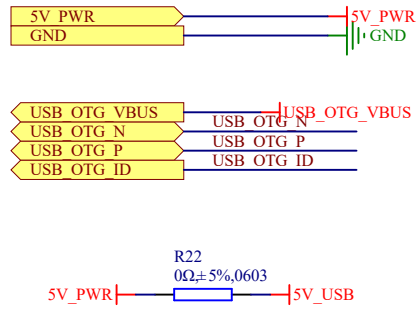 5V_PWR 5V_PWR
GND GND
USB_OTG_VBUS USB_OTG_VBUS
USB_OTG_N USB_OTG_N
USB_OTG_P USB_OTG_P
USB_OTG_ID USB_OTG_ID
R22
0Ω,±5%,0603
5V_PWR 5V_USB